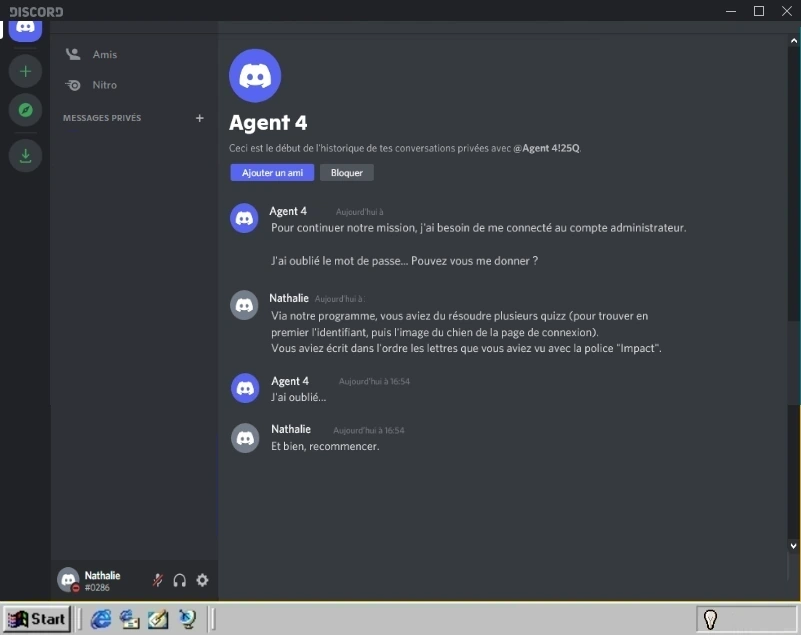 DISCORD
Amis
Nitro
MESSAGES PRIVÉS
Agent 4
Ceci est le début de l'historique de tes conversations privées avec @Agent 4!25Q.
Ajouter un ami
Bloquer
Agent 4 Aujourd'hui à
Pour continuer notre mission, j'ai besoin de me connecté au compte administrateur.
J'ai oublié le mot de passe... Pouvez vous me donner ?
Nathalie Aujourd'hui à
Via notre programme, vous aviez du résoudre plusieurs quizz (pour trouver en
premier l'identifiant, puis l'image du chien de la page de connexion).
Vous aviez écrit dans l'ordre les lettres que vous aviez vu avec la police "Impact".
Agent 4 Aujourd'hui à 16:54
J'ai oublié...
Nathalie Aujourd'hui à 16:54
Et bien, recommencer.
Nathalie
#0286
Start